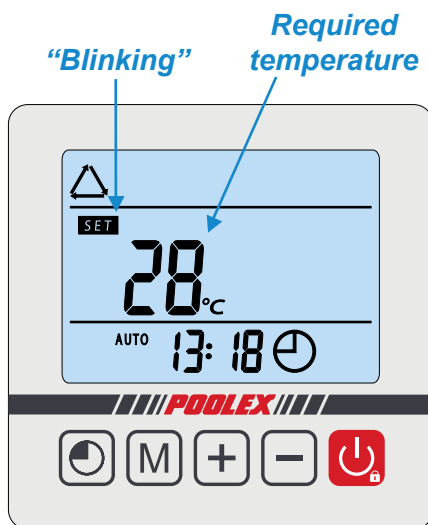 Required
"Blinking" temperature
SET
28°C
AUTO 13:18
POOLEX
M + -